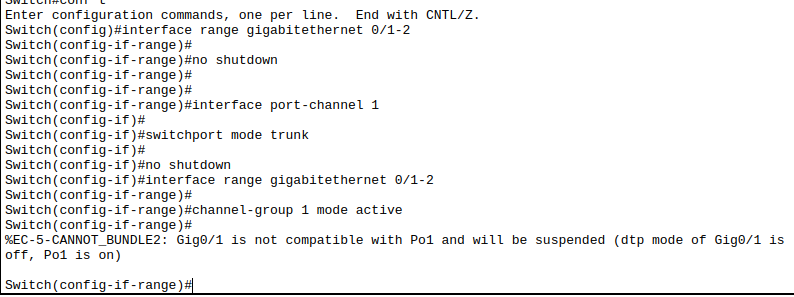 Switch#conf t
Enter configuration commands, one per line.  End with CNTL/Z.
Switch(config)#interface range gigabitethernet 0/1-2
Switch(config-if-range)#
Switch(config-if-range)#no shutdown
Switch(config-if-range)#
Switch(config-if-range)#
Switch(config-if-range)#interface port-channel 1
Switch(config-if)#
Switch(config-if)#switchport mode trunk
Switch(config-if)#
Switch(config-if)#no shutdown
Switch(config-if)#interface range gigabitethernet 0/1-2
Switch(config-if-range)#
Switch(config-if-range)#channel-group 1 mode active
Switch(config-if-range)#
%EC-5-CANNOT_BUNDLE2: Gig0/1 is not compatible with Po1 and will be suspended (dtp mode of Gig0/1 is
off, Po1 is on)
Switch(config-if-range)#